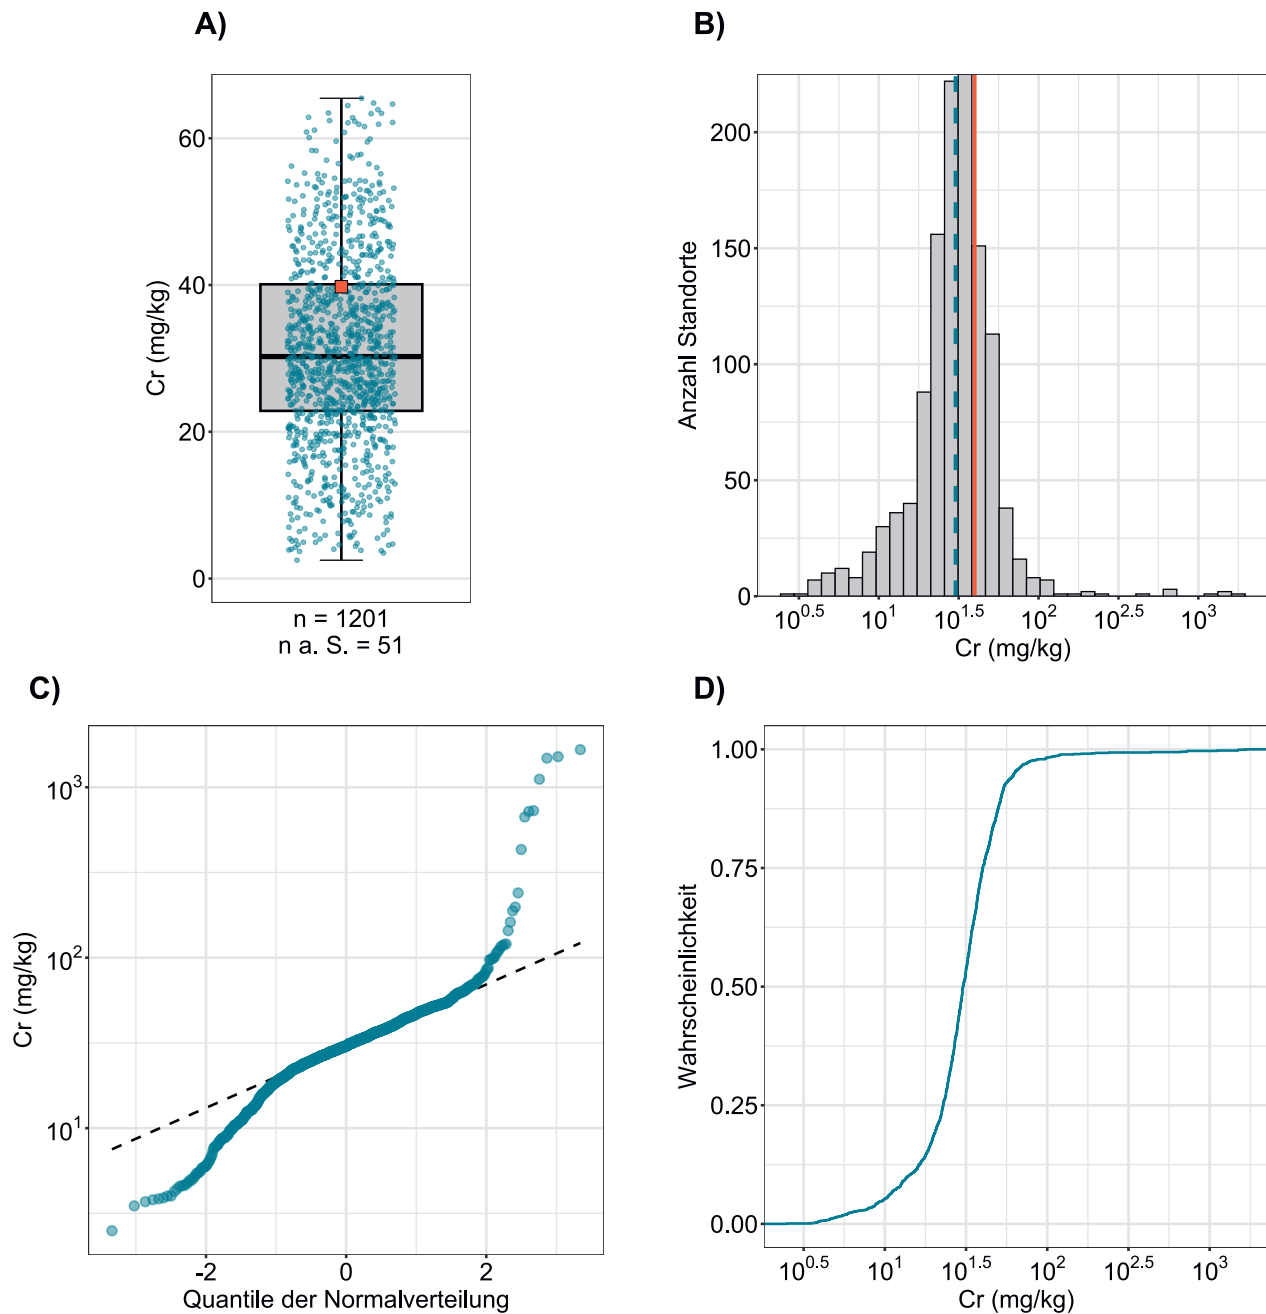 A)
Cr (mg/kg)
60
40
20
0
n = 1201
n a. S. = 51
B)
Anzahl Standorte
200
150
100
50
0
10^0.5 10^1 10^1.5 10^2 10^2.5 10^3
Cr (mg/kg)
C)
Cr (mg/kg)
10^3
10^2
10^1
-2 0 2
Quantile der Normalverteilung
D)
Wahrscheinlichkeit
1.00
0.75
0.50
0.25
0.00
10^0.5 10^1 10^1.5 10^2 10^2.5 10^3
Cr (mg/kg)